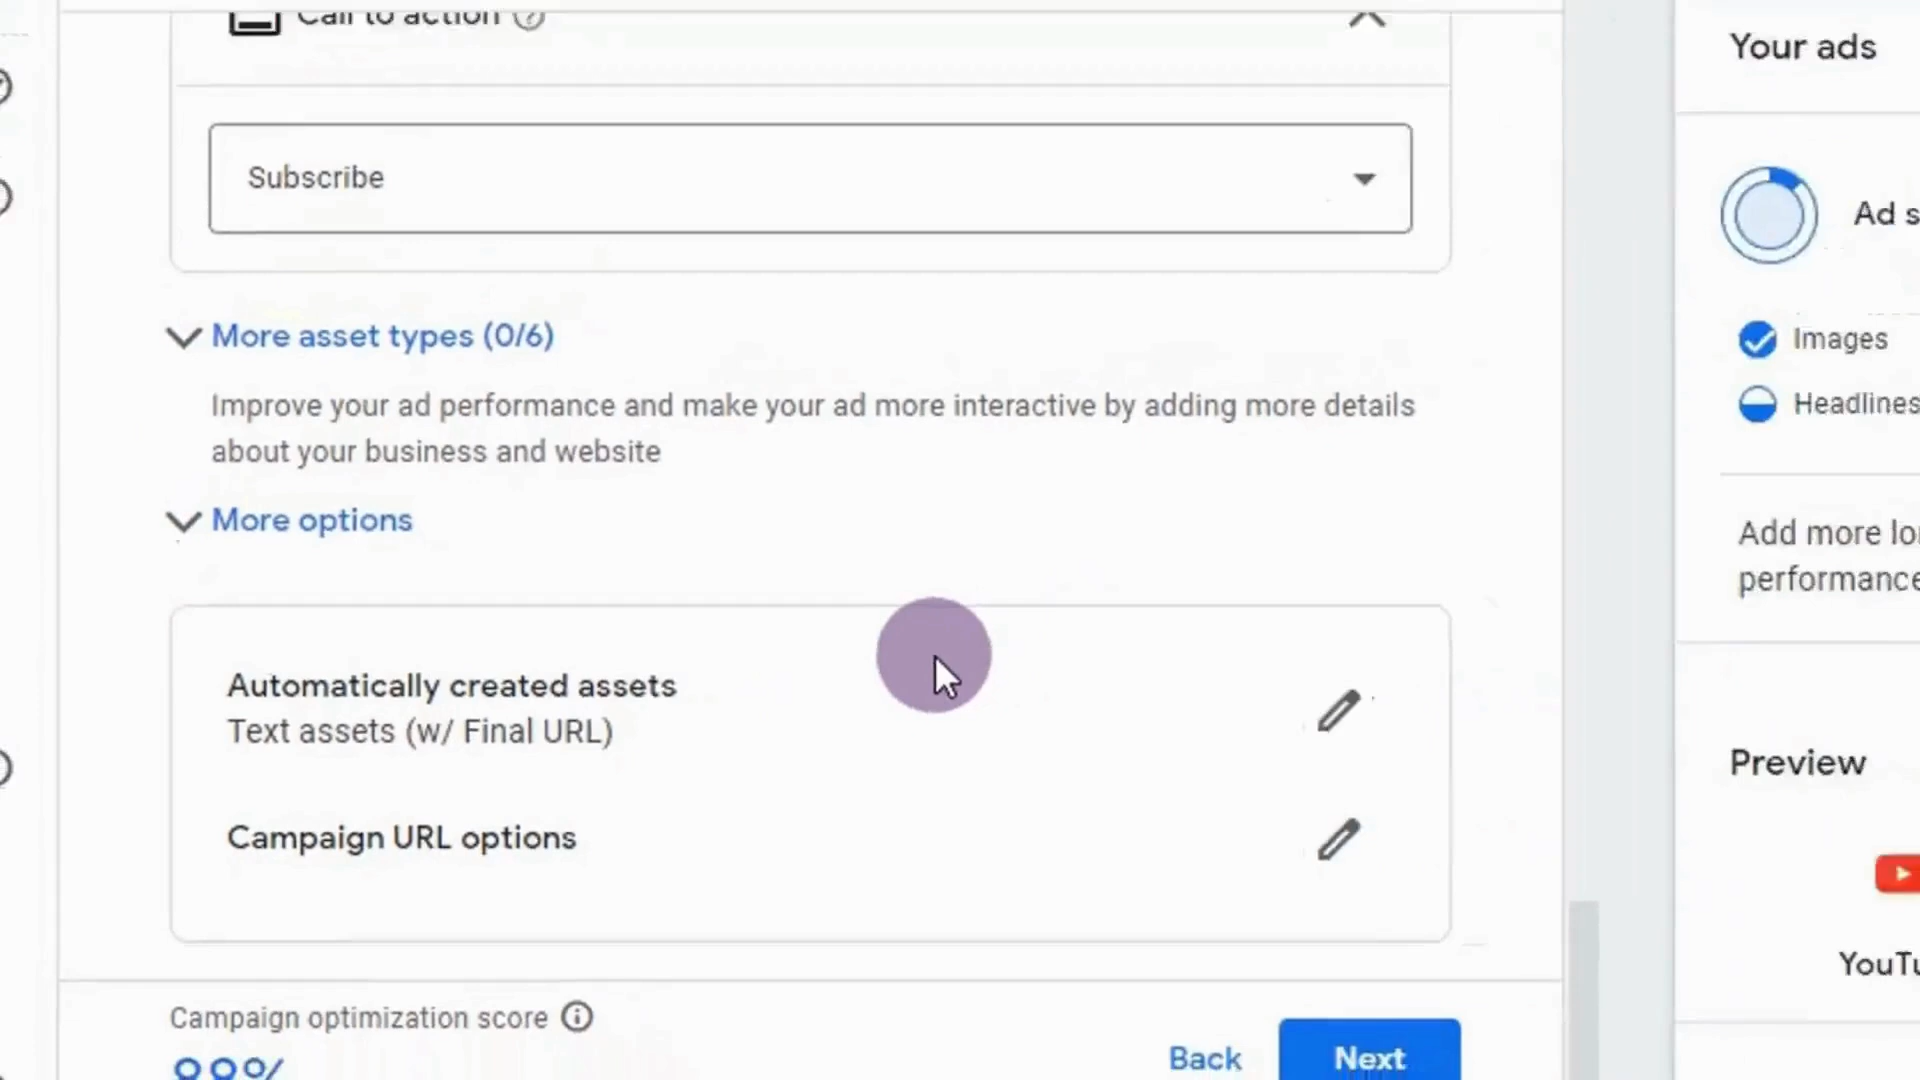 Call to action
Your ads
Subscribe
Ad s
More asset types (0/6)
Images
Improve your ad performance and make your ad more interactive by adding more details
about your business and website
Headlines
More options
Add more lo
performance
Automatically created assets
Text assets (w/ Final URL)
Preview
Campaign URL options
YouTu
Campaign optimization score
88%
Back
Next